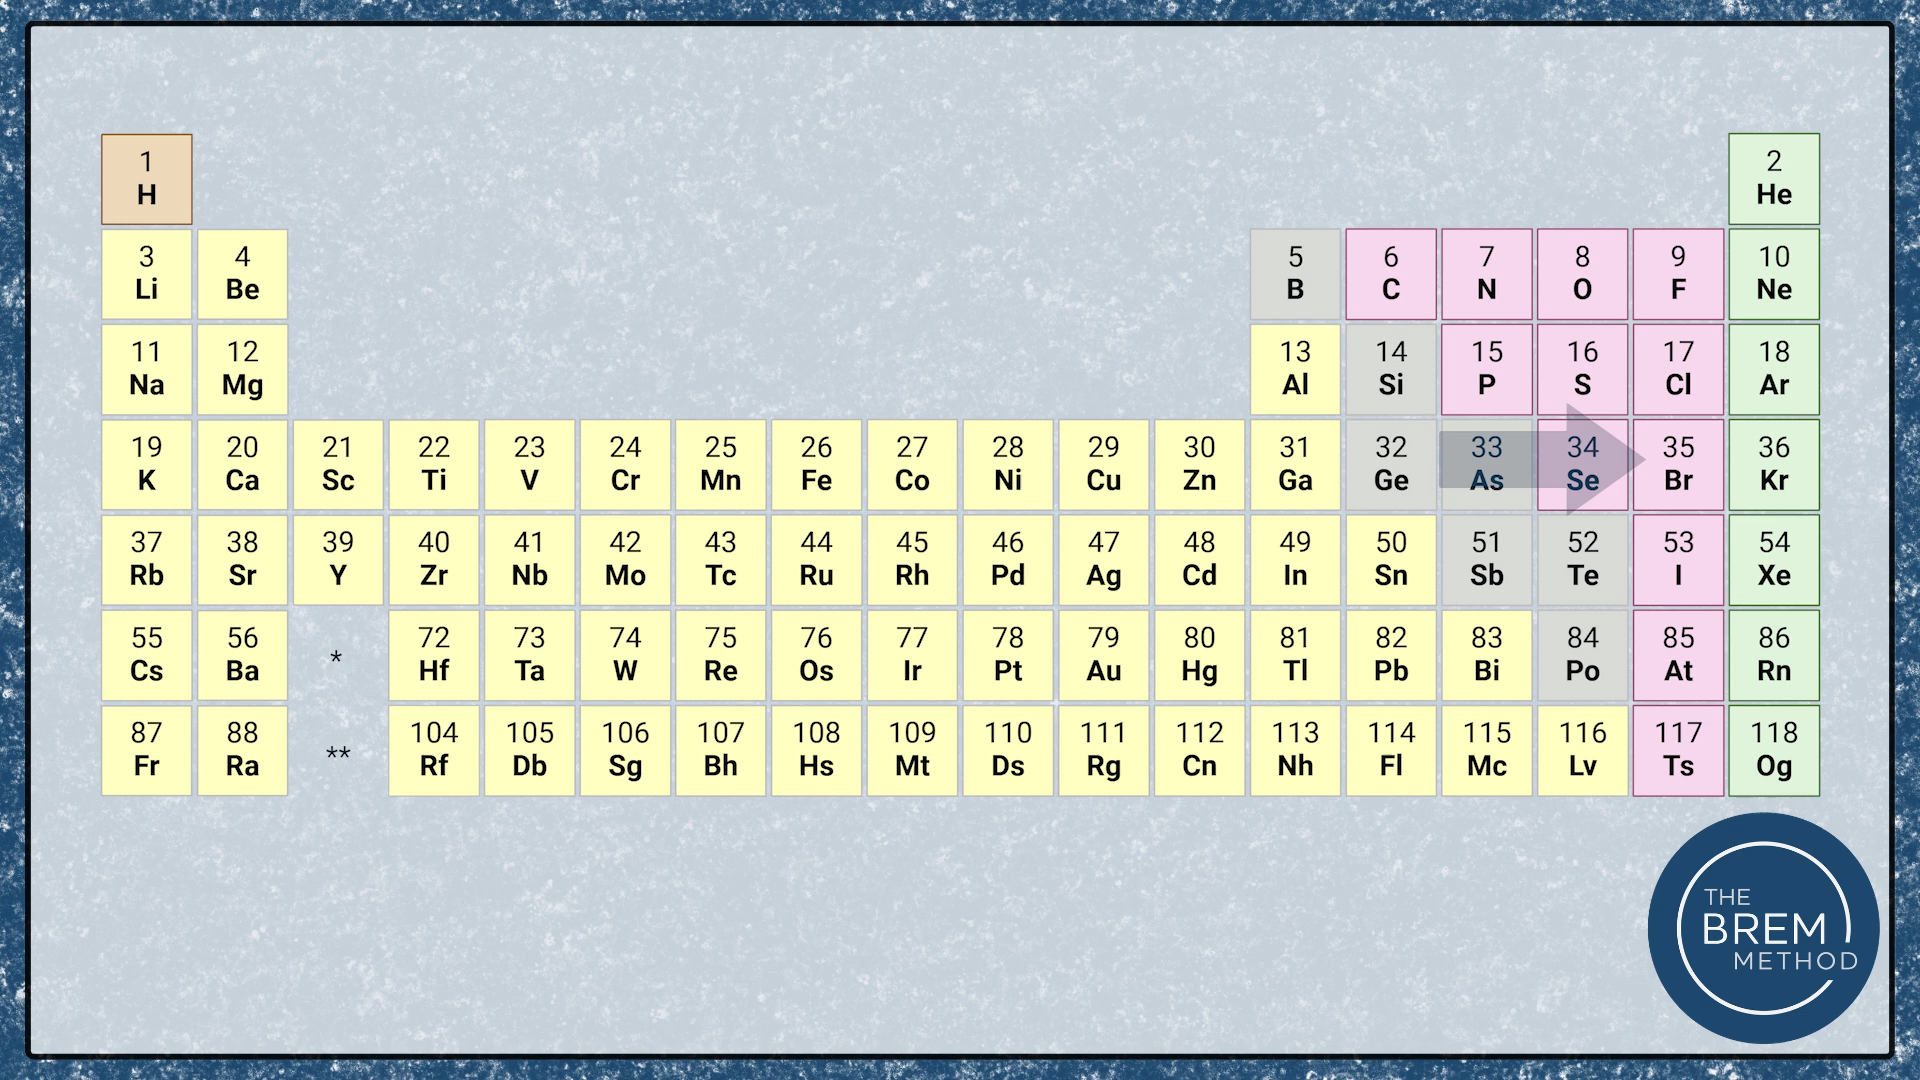 1 2
H He
3 4 5 6 7 8 9 10
Li Be B C N O F Ne
11 12 13 14 15 16 17 18
Na Mg Al Si P S Cl Ar
19 20 21 22 23 24 25 26 27 28 29 30 31 32 33 34 35 36
K Ca Sc Ti V Cr Mn Fe Co Ni Cu Zn Ga Ge As Se Br Kr
37 38 39 40 41 42 43 44 45 46 47 48 49 50 51 52 53 54
Rb Sr Y Zr Nb Mo Tc Ru Rh Pd Ag Cd In Sn Sb Te I Xe
55 56 * 72 73 74 75 76 77 78 79 80 81 82 83 84 85 86
Cs Ba Hf Ta W Re Os Ir Pt Au Hg Tl Pb Bi Po At Rn
87 88 ** 104 105 106 107 108 109 110 111 112 113 114 115 116 117 118
Fr Ra Rf Db Sg Bh Hs Mt Ds Rg Cn Nh Fl Mc Lv Ts Og
THE
BREM
METHOD